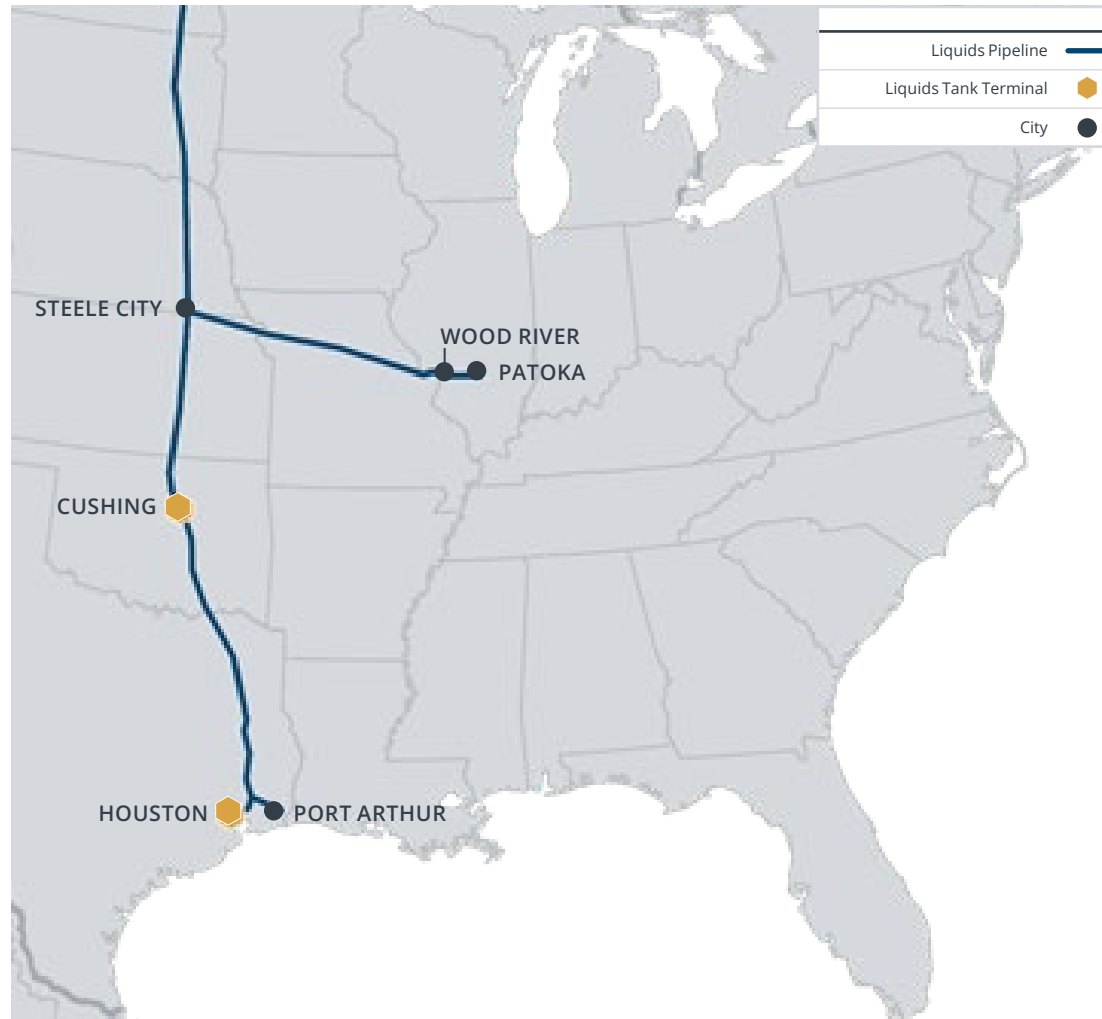 Liquids Pipeline
Liquids Tank Terminal
City
STEELE CITY
WOOD RIVER
PATOKA
CUSHING
HOUSTON
PORT ARTHUR